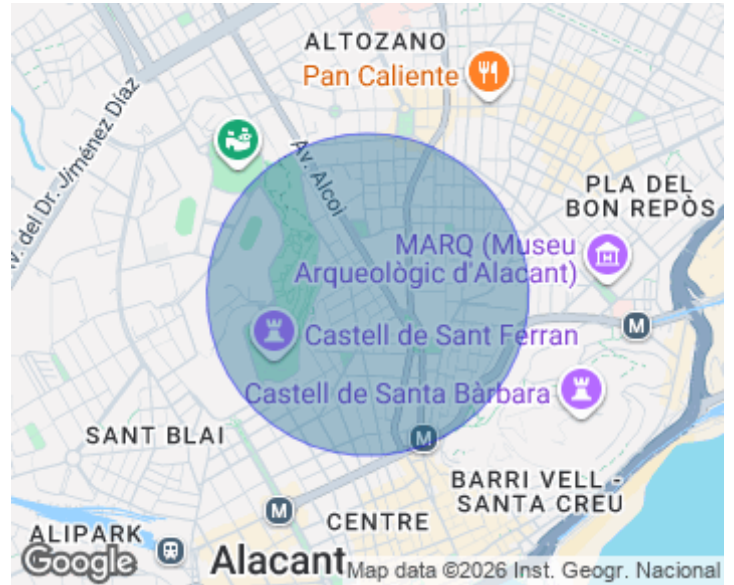 ALTOZANO
Pan Caliente
Av. del Dr. Jiménez Díaz
Av. Alcoi
PLA DEL
BON REPÒS
MARQ (Museu
Arqueològic d'Alacant)
M
Castell de Sant Ferran
Castell de Santa Bàrbara
SANT BLAI
M
BARRI VELL -
SANTA CREU
M
CENTRE
ALIPARK
Google
Alacant
Map data ©2026 Inst. Geogr. Nacional